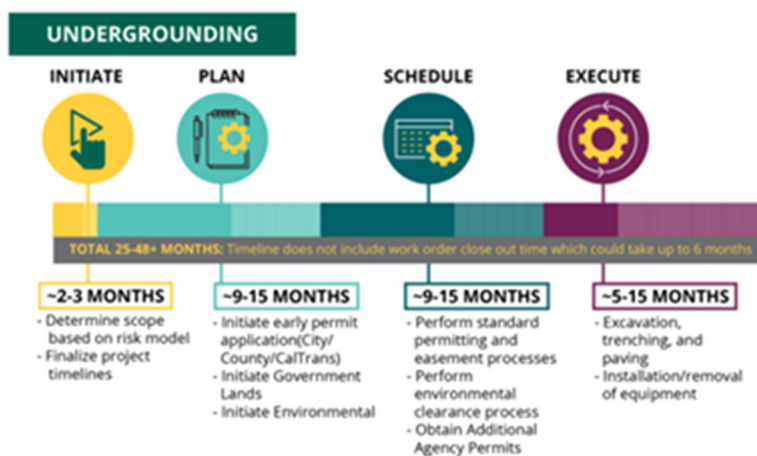 UNDERGROUNDING
INITIATE
PLAN
SCHEDULE
EXECUTE
TOTAL 25-48+ MONTHS: Timeline does not include work order close out time which could take up to 6 months
~2-3 MONTHS
- Determine scope
based on risk model
- Finalize project
timelines
~9-15 MONTHS
- Initiate early permit
application(City/
County/CalTrans)
- Initiate Government
Lands
- Initiate Environmental
~9-15 MONTHS
- Perform standard
permitting and
easement processes
- Perform
environmental
clearance process
- Obtain Additional
Agency Permits
~5-15 MONTHS
- Excavation,
trenching, and
paving
- Installation/removal
of equipment